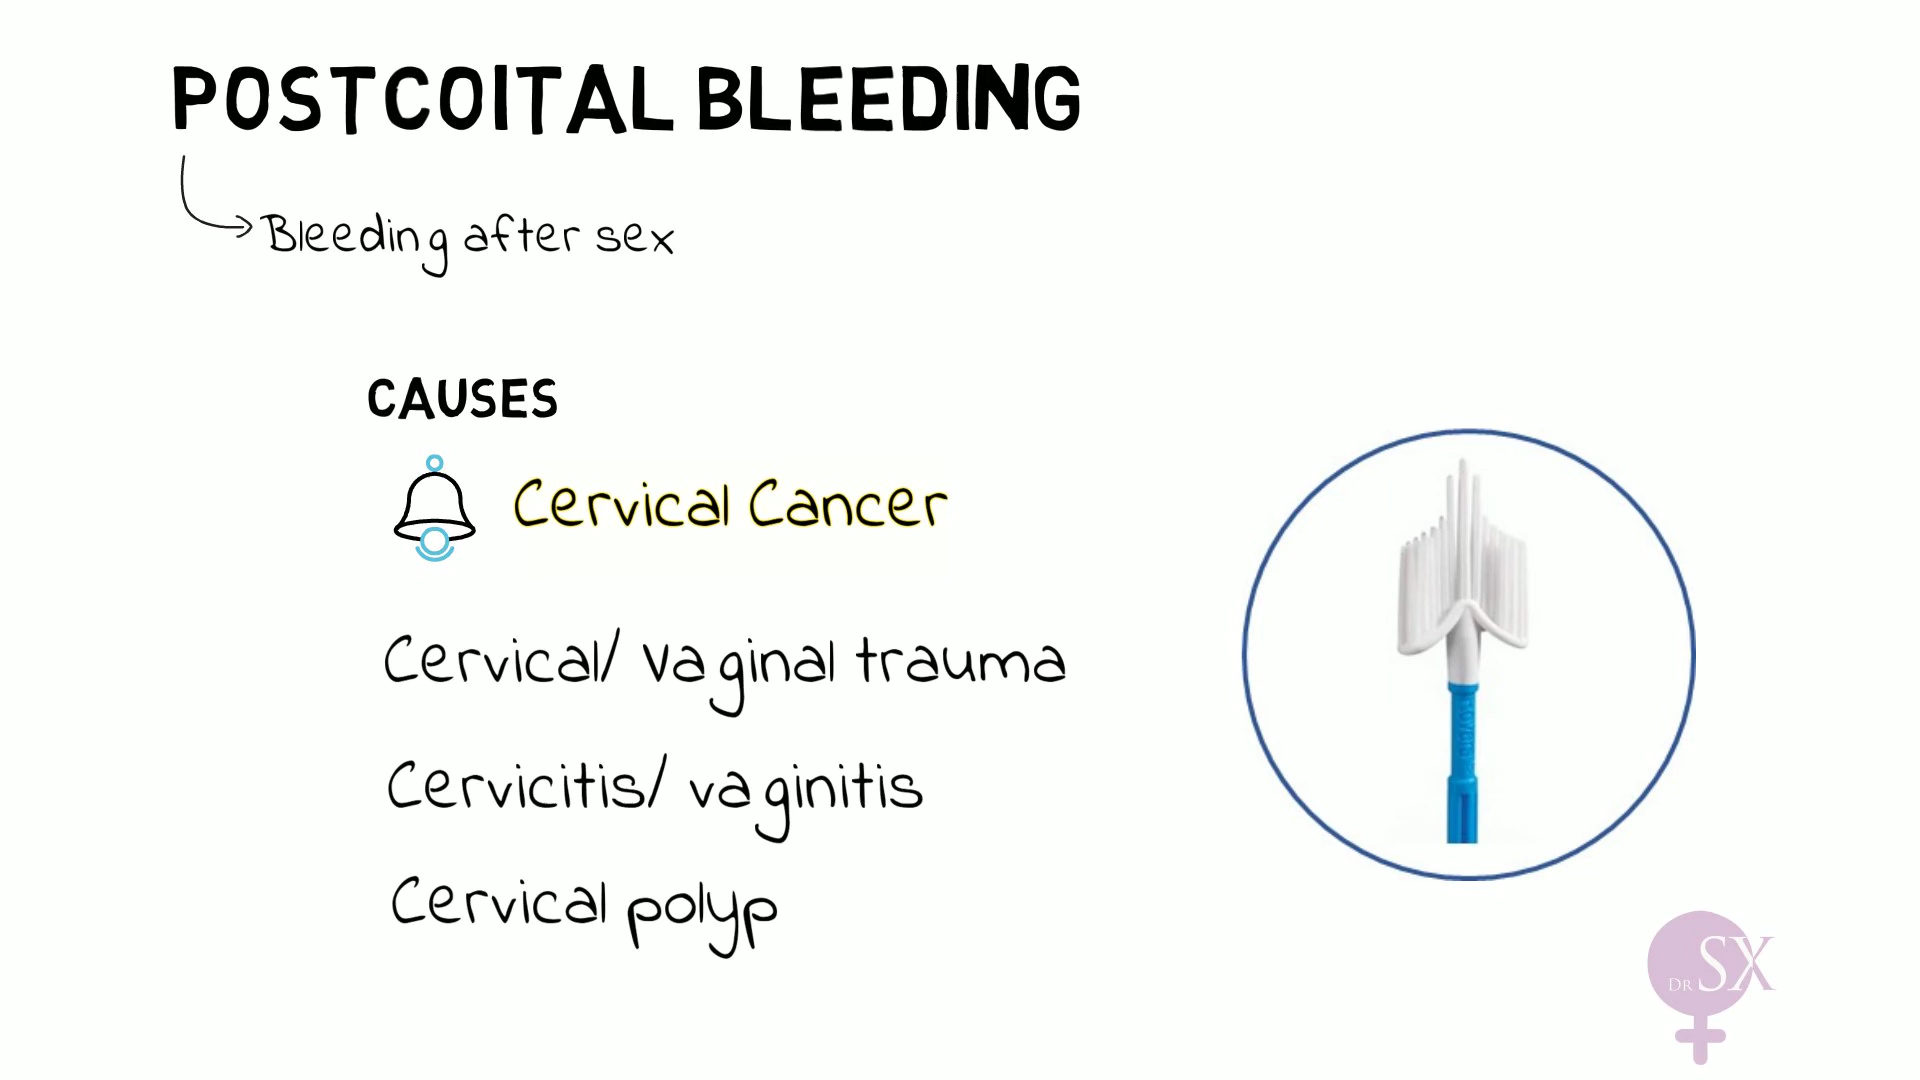 POSTCOITAL BLEEDING
Bleeding after sex
CAUSES
Cervical Cancer
Cervical/ vaginal trauma
Cervicitis/ vaginitis
Cervical polyp
DR SX